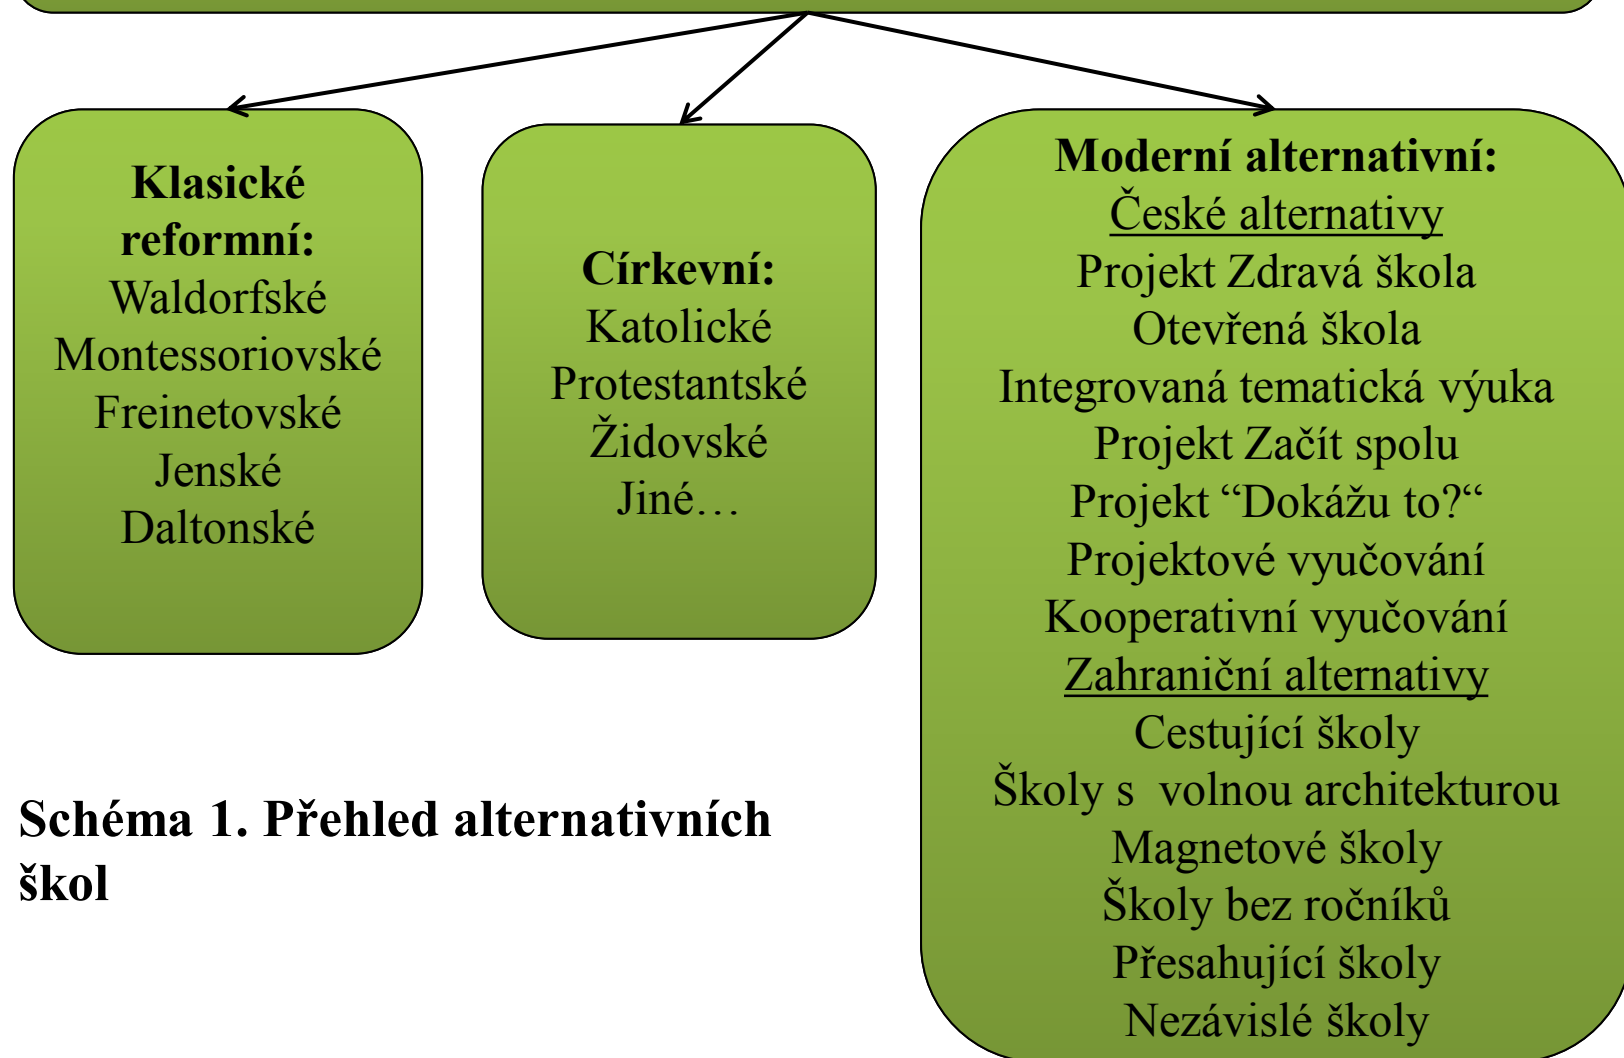 Klasické
reformní:
Waldorfské
Montessoriovské
Freinetovské
Jenské
Daltonské
Církevní:
Katolické
Protestantské
Židovské
Jiné…
Moderní alternativní:
České alternativy
Projekt Zdravá škola
Otevřená škola
Integrovaná tematická výuka
Projekt Začít spolu
Projekt “Dokážu to?“
Projektové vyučování
Kooperativní vyučování
Zahraniční alternativy
Cestující školy
Školy s  volnou architekturou
Magnetové školy
Školy bez ročníků
Přesahující školy
Nezávislé školy
Schéma 1. Přehled alternativních
škol